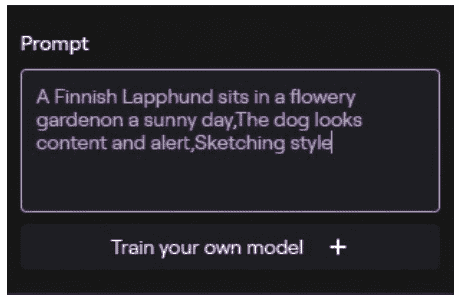 Prompt
A Finnish Lapphund sits in a flowery
gardenon a sunny day,The dog looks
content and alert,Sketching style
Train your own model +